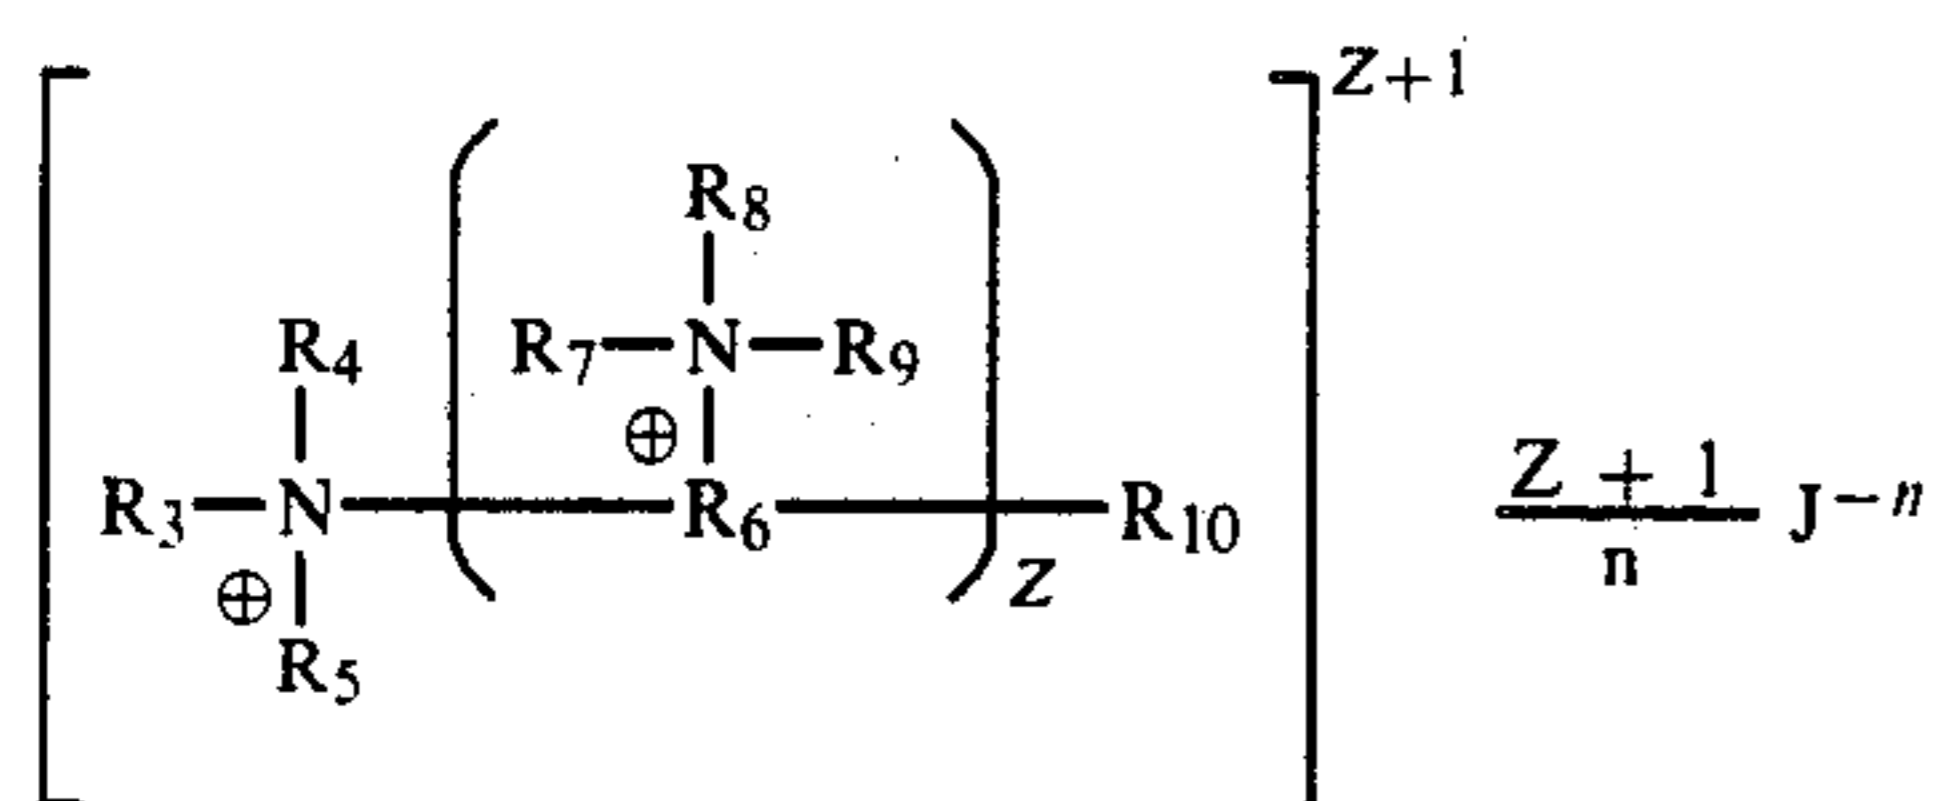 Z+1
R8
R4 R7—N—R9
⊕
R3—N—R6—R10
Z
⊕
R5
Z + 1
n
J−n